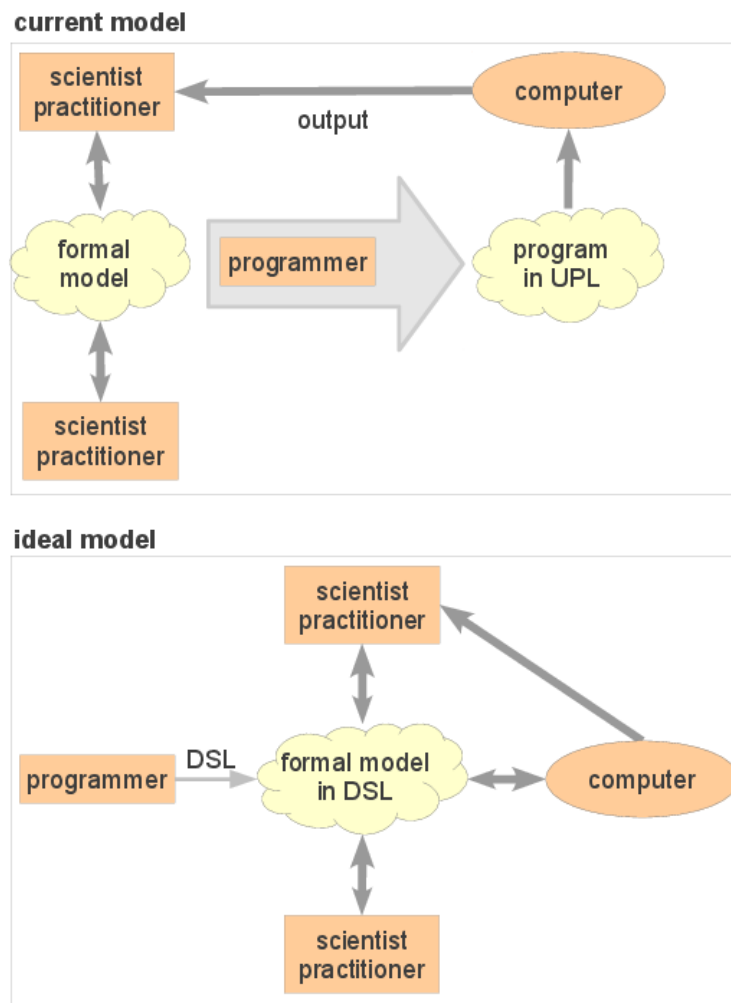 current model
scientist
practitioner
computer
output
formal
model
programmer
program
in UPL
scientist
practitioner
ideal model
scientist
practitioner
DSL
programmer
formal model
in DSL
computer
scientist
practitioner